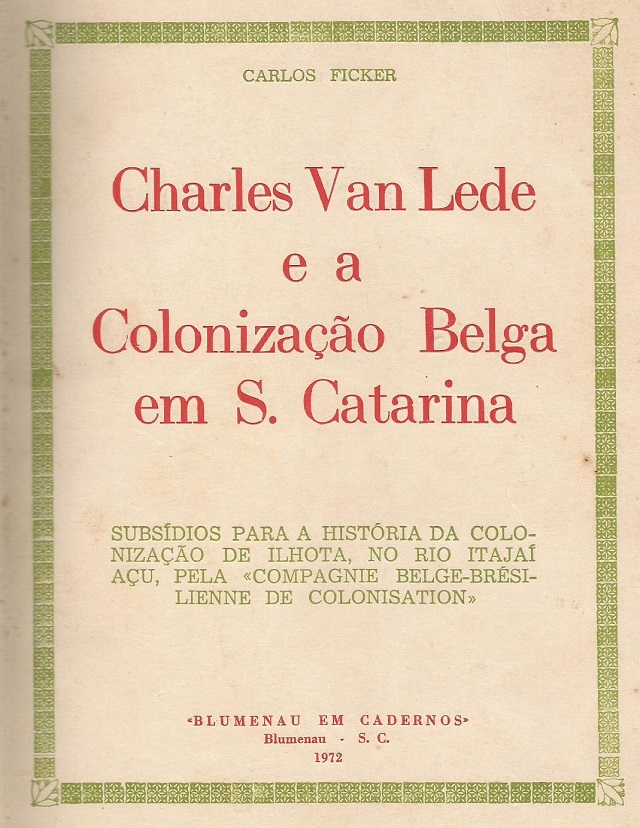 CARLOS FICKER
Charles Van Lede
e a
Colonização Belga
em S. Catarina
SUBSÍDIOS PARA A HISTÓRIA DA COLO-
NIZAÇÃO DE ILHOTA, NO RIO ITAJAÍ
AÇU, PELA «COMPAGNIE BELGE-BRÉSI-
LIENNE DE COLONISATION»
«BLUMENAU EM CADERNOS»
Blumenau - S. C.
1972